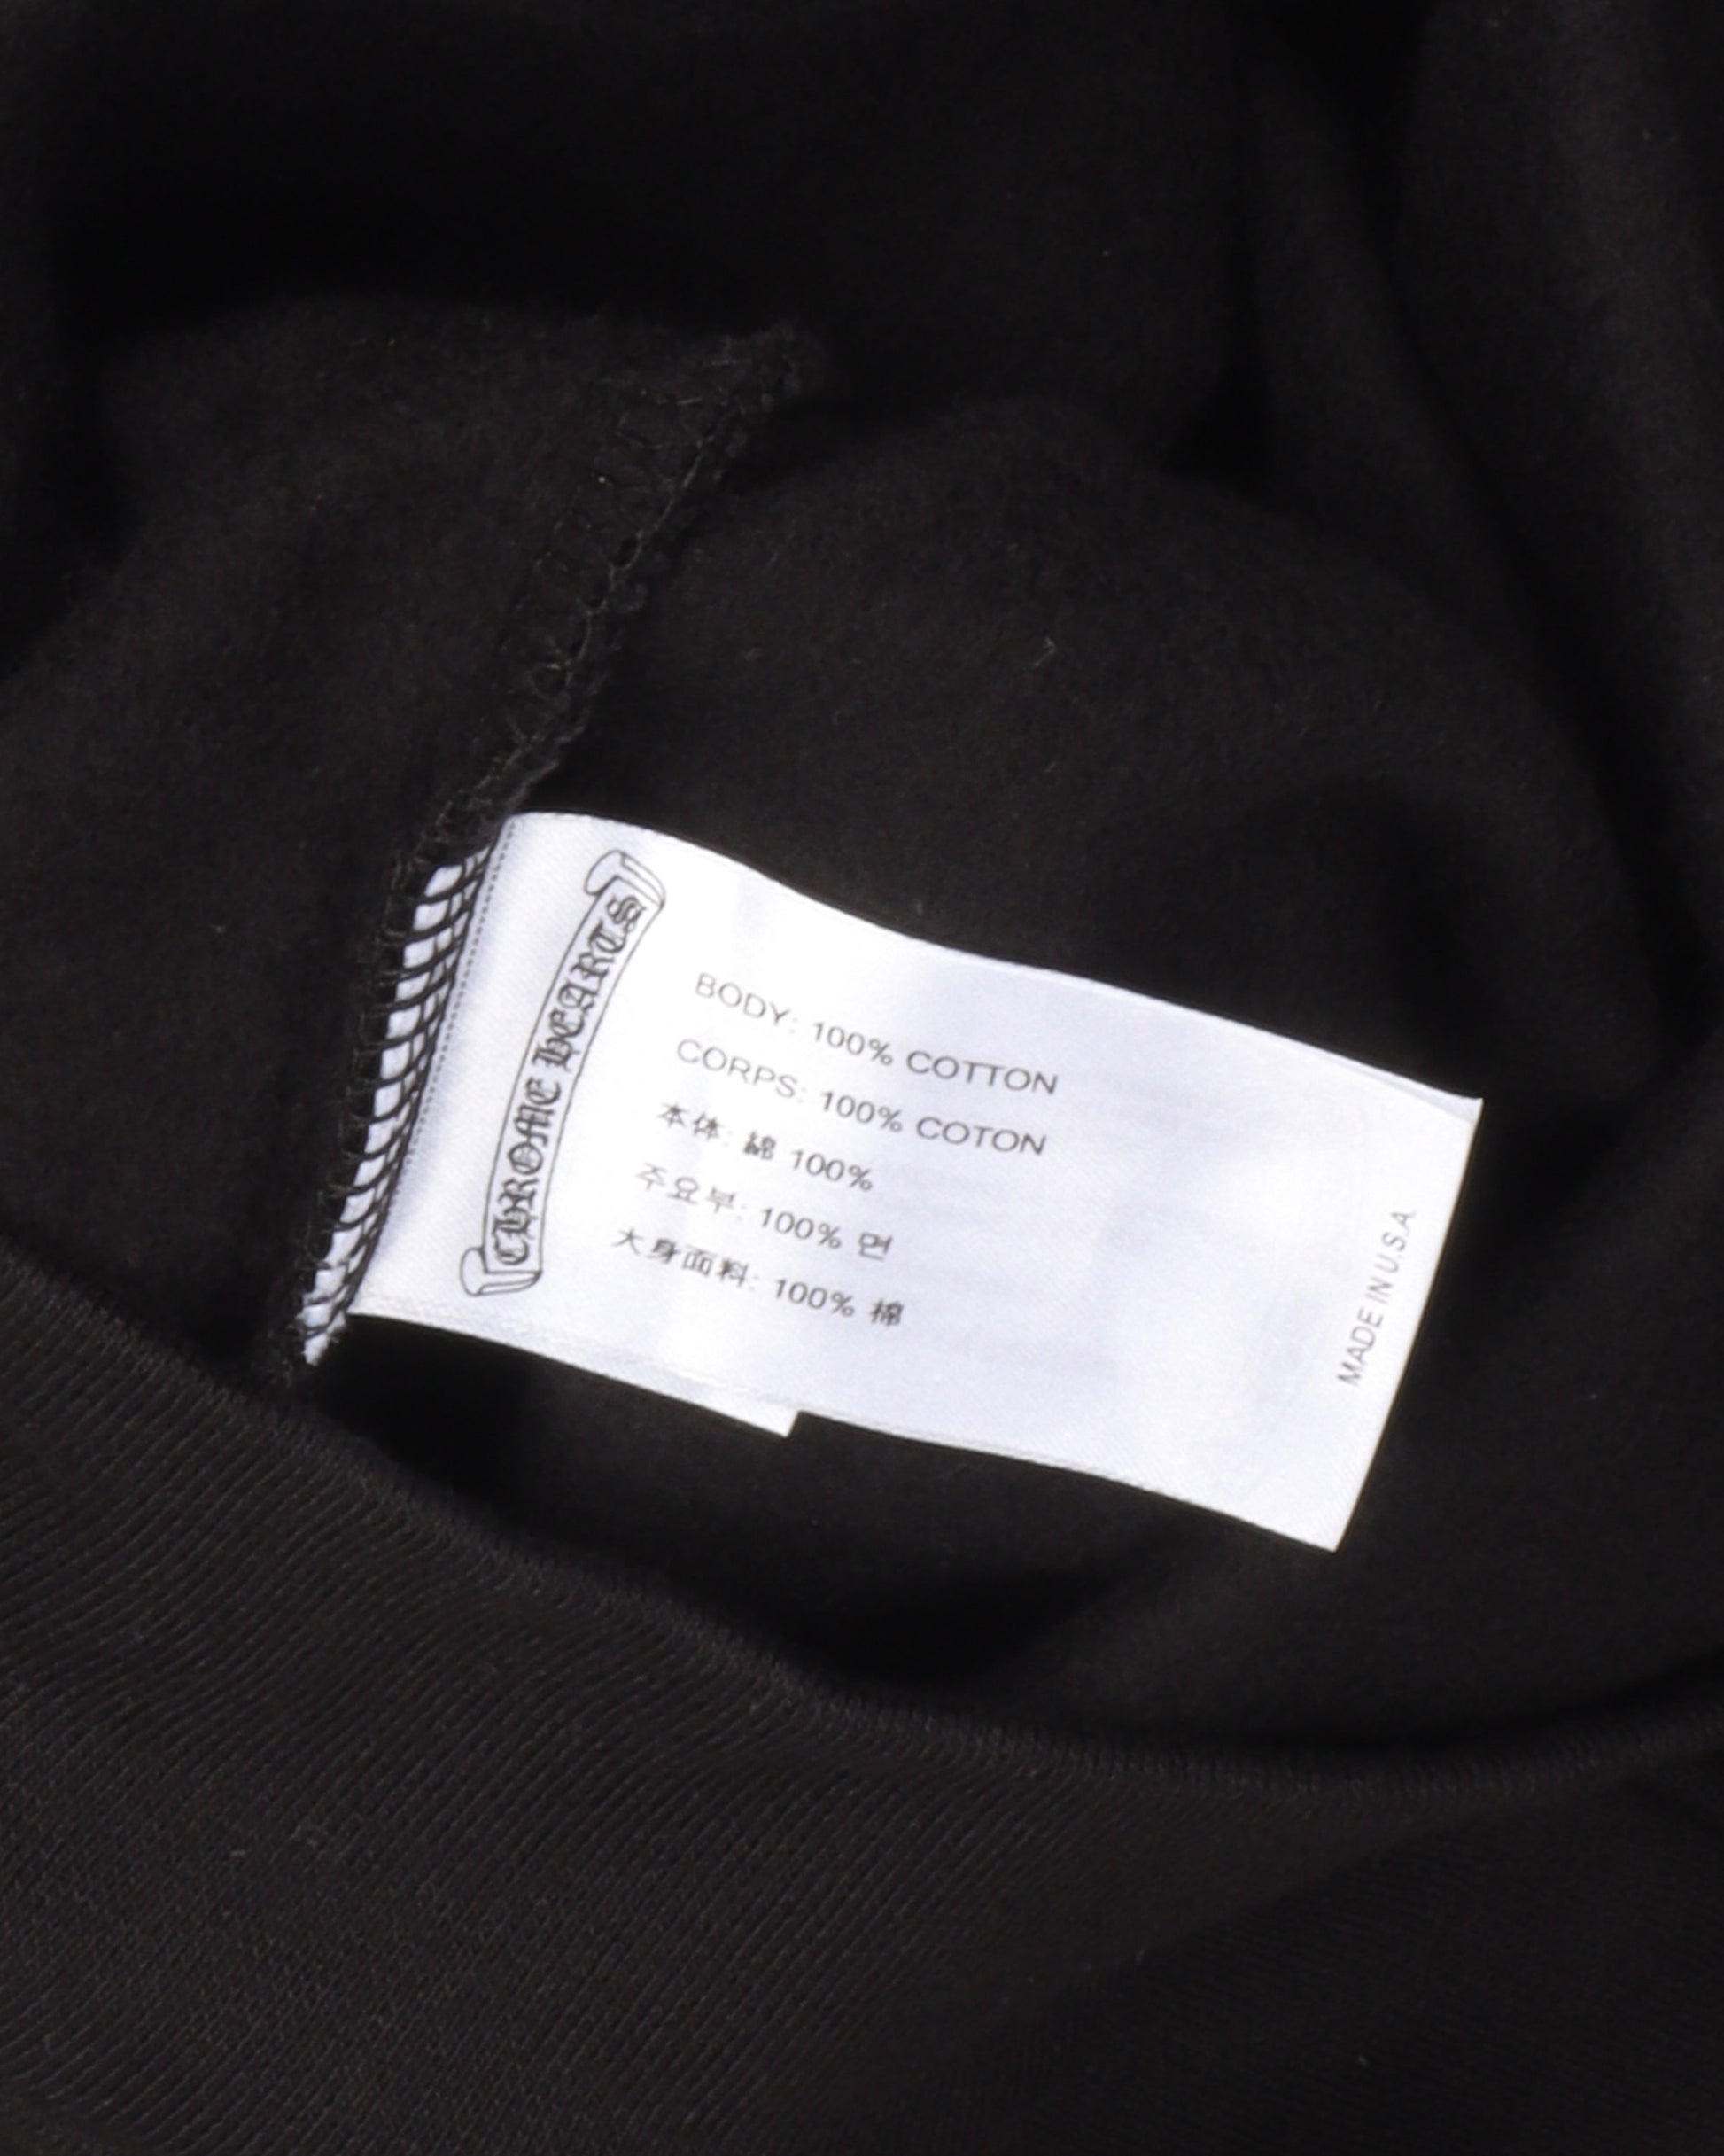 CHROME HEARTS
BODY: 100% COTTON
CORPS: 100% COTON
本体: 綿 100%
주요부: 100% 면
大身面料: 100% 棉
MADE IN U.S.A.